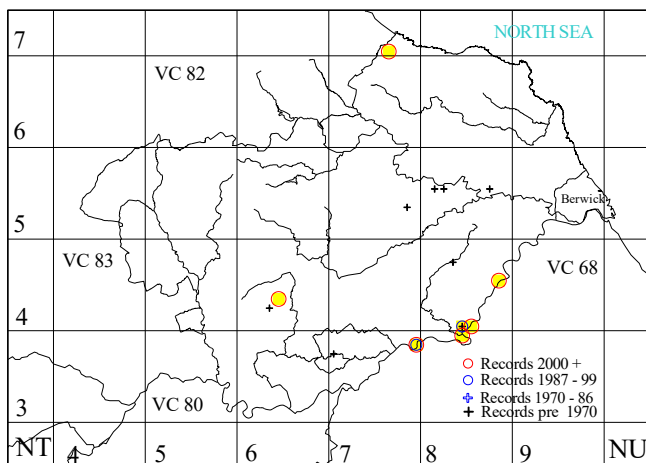 7
NORTH SEA
VC 82
6
Berwick
5
VC 83
VC 68
4
Records 2000 +
Records 1987 - 99
VC 80
Records 1970 - 86
3
Records pre 1970
NT 4 5 6 7 8 9 NU